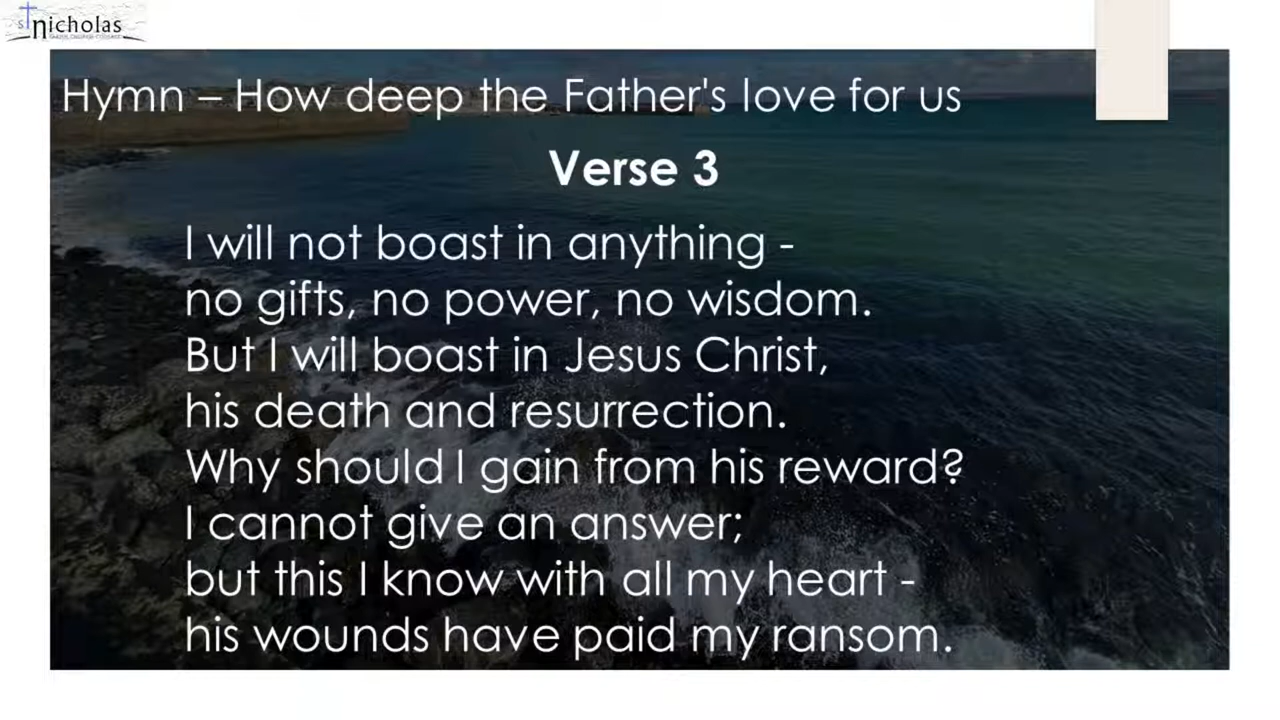 St Nicholas
Hymn – How deep the Father's love for us
Verse 3
I will not boast in anything -
no gifts, no power, no wisdom.
But I will boast in Jesus Christ,
his death and resurrection.
Why should I gain from his reward?
I cannot give an answer;
but this I know with all my heart -
his wounds have paid my ransom.